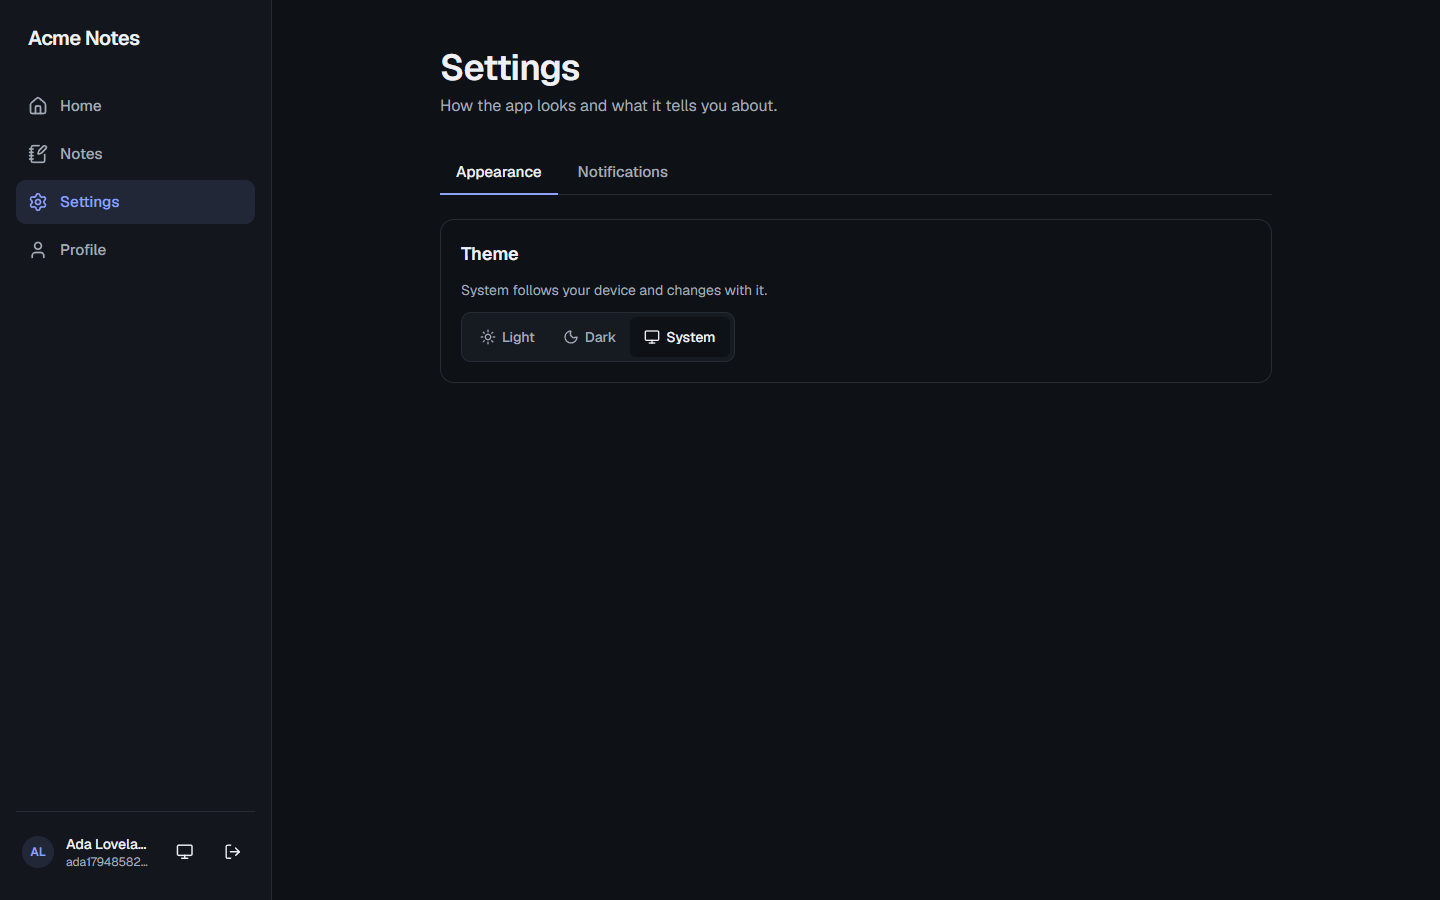 Acme Notes
Home
Notes
Settings
Profile
Ada Lovela...
ada17948582...
AL
Settings
How the app looks and what it tells you about.
Appearance
Notifications
Theme
System follows your device and changes with it.
Light
Dark
System